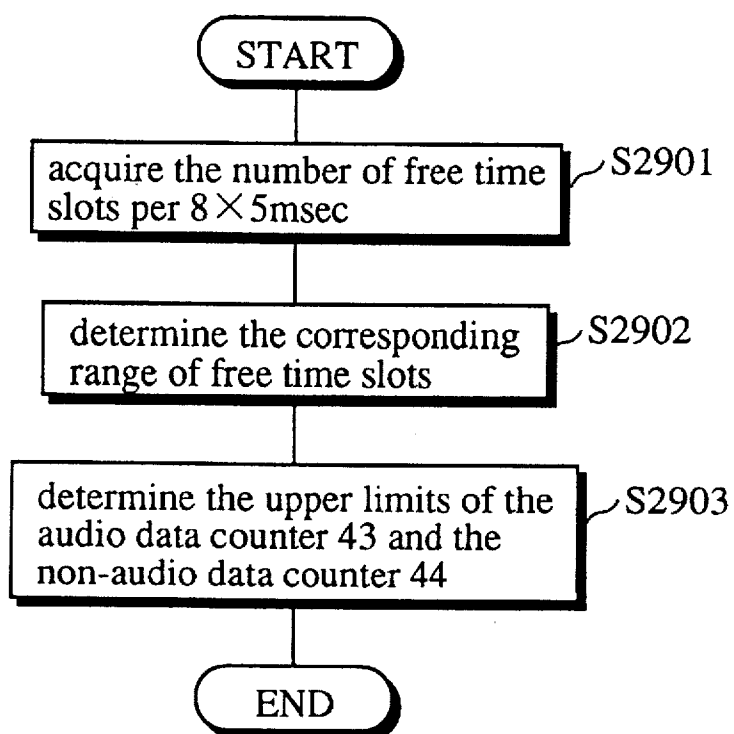 START
acquire the number of free time
slots per 8×5msec
S2901
determine the corresponding
range of free time slots
S2902
determine the upper limits of the
audio data counter 43 and the
non-audio data counter 44
S2903
END